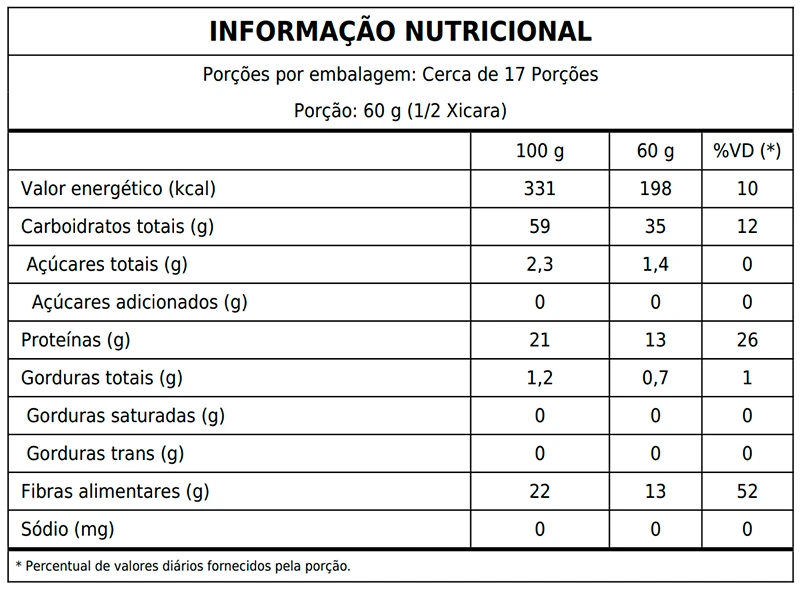 INFORMAÇÃO NUTRICIONAL
Porções por embalagem: Cerca de 17 Porções
Porção: 60 g (1/2 Xicara)
100 g 60 g %VD (*)
Valor energético (kcal) 331 198 10
Carboidratos totais (g) 59 35 12
Açúcares totais (g) 2,3 1,4 0
Açúcares adicionados (g) 0 0 0
Proteínas (g) 21 13 26
Gorduras totais (g) 1,2 0,7 1
Gorduras saturadas (g) 0 0 0
Gorduras trans (g) 0 0 0
Fibras alimentares (g) 22 13 52
Sódio (mg) 0 0 0
* Percentual de valores diários fornecidos pela porção.